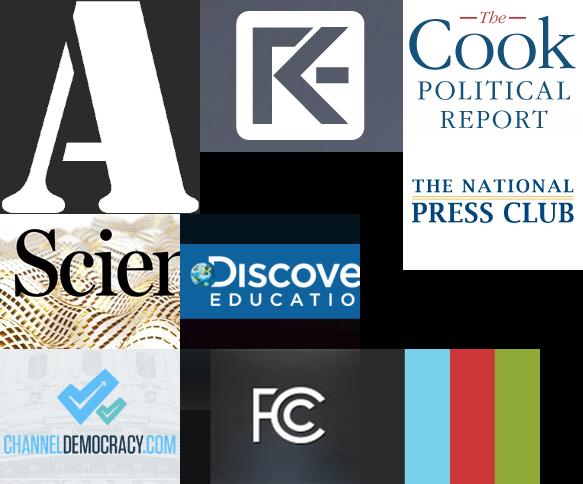 A
The
Cook
POLITICAL
REPORT
THE NATIONAL
PRESS CLUB
Scien
DISCOVE
EDUCATIO
CHANNELDEMOCRACY.COM
FCC